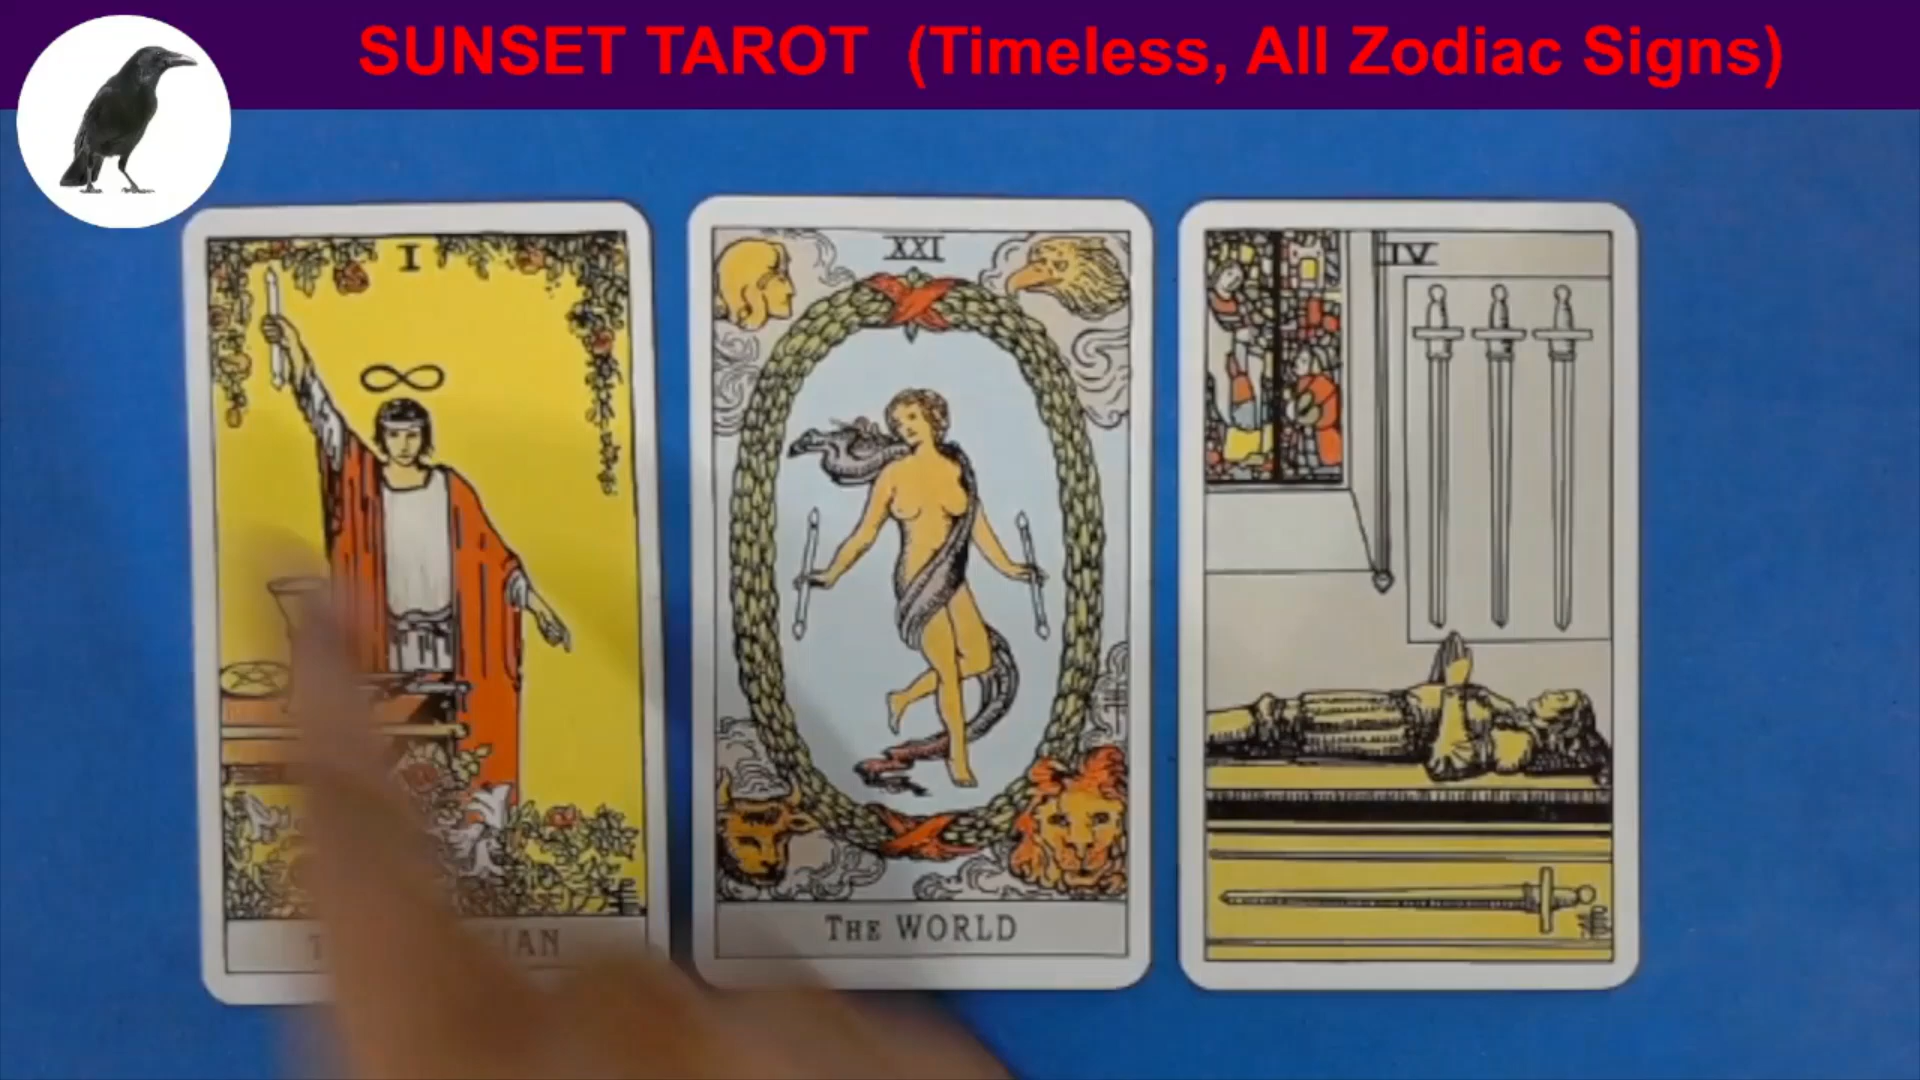 SUNSET TAROT (Timeless, All Zodiac Signs)
I
XXI
IV
THE WORLD